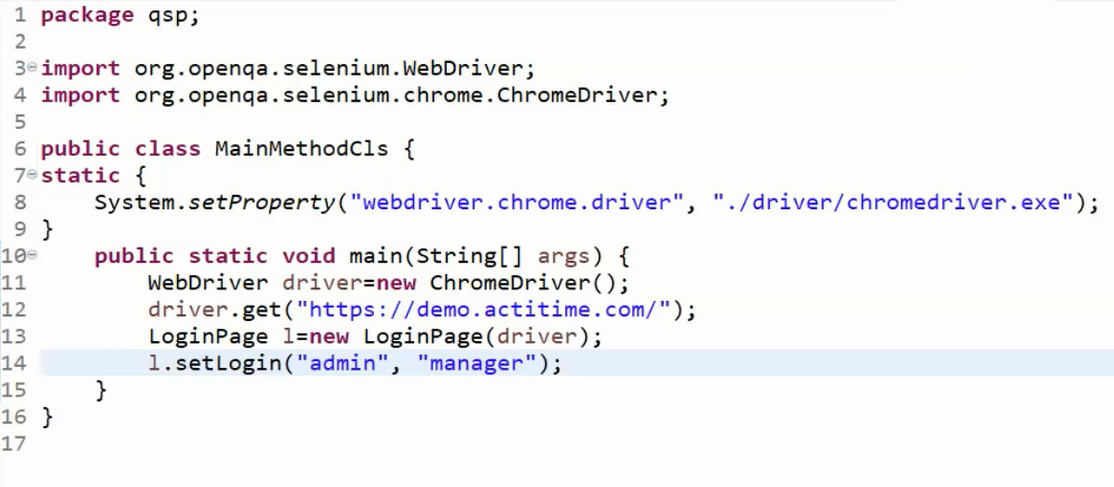 1 package qsp;
2
3 import org.openqa.selenium.WebDriver;
4 import org.openqa.selenium.chrome.ChromeDriver;
5
6 public class MainMethodCls {
7 static {
8     System.setProperty("webdriver.chrome.driver", "./driver/chromedriver.exe");
9 }
10     public static void main(String[] args) {
11         WebDriver driver=new ChromeDriver();
12         driver.get("https://demo.actitime.com/");
13         LoginPage l=new LoginPage(driver);
14         l.setLogin("admin", "manager");
15     }
16 }
17